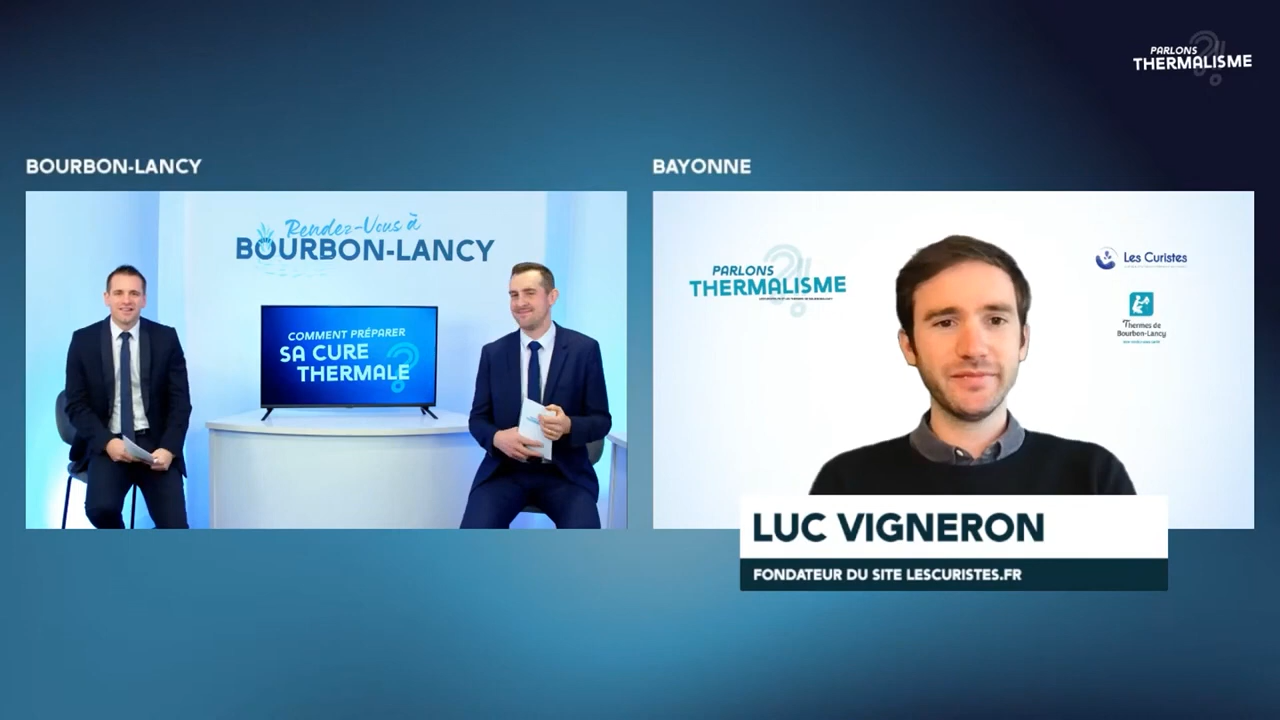 PARLONS
THERMALISME
BOURBON-LANCY
BAYONNE
Rendez-Vous à
BOURBON-LANCY
COMMENT PRÉPARER
SA CURE
THERMALE ?
PARLONS
THERMALISME
Les Curistes
Thermes de
Bourbon-Lancy
LUC VIGNERON
FONDATEUR DU SITE LESCURISTES.FR